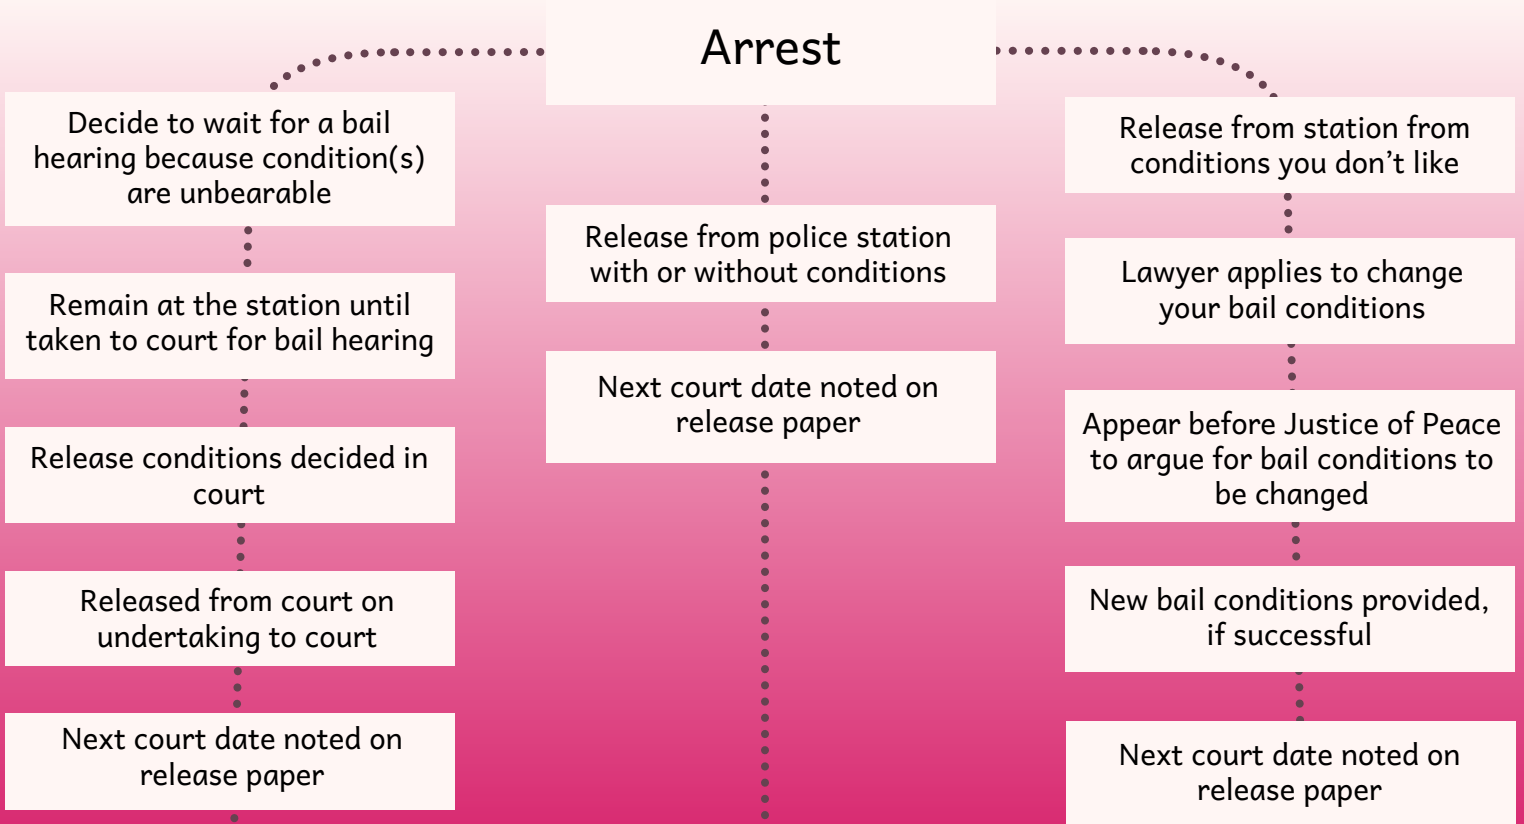 Arrest
Decide to wait for a bail
hearing because condition(s)
are unbearable
Remain at the station until
taken to court for bail hearing
Release conditions decided in
court
Released from court on
undertaking to court
Next court date noted on
release paper
Release from police station
with or without conditions
Next court date noted on
release paper
Release from station from
conditions you don’t like
Lawyer applies to change
your bail conditions
Appear before Justice of Peace
to argue for bail conditions to
be changed
New bail conditions provided,
if successful
Next court date noted on
release paper